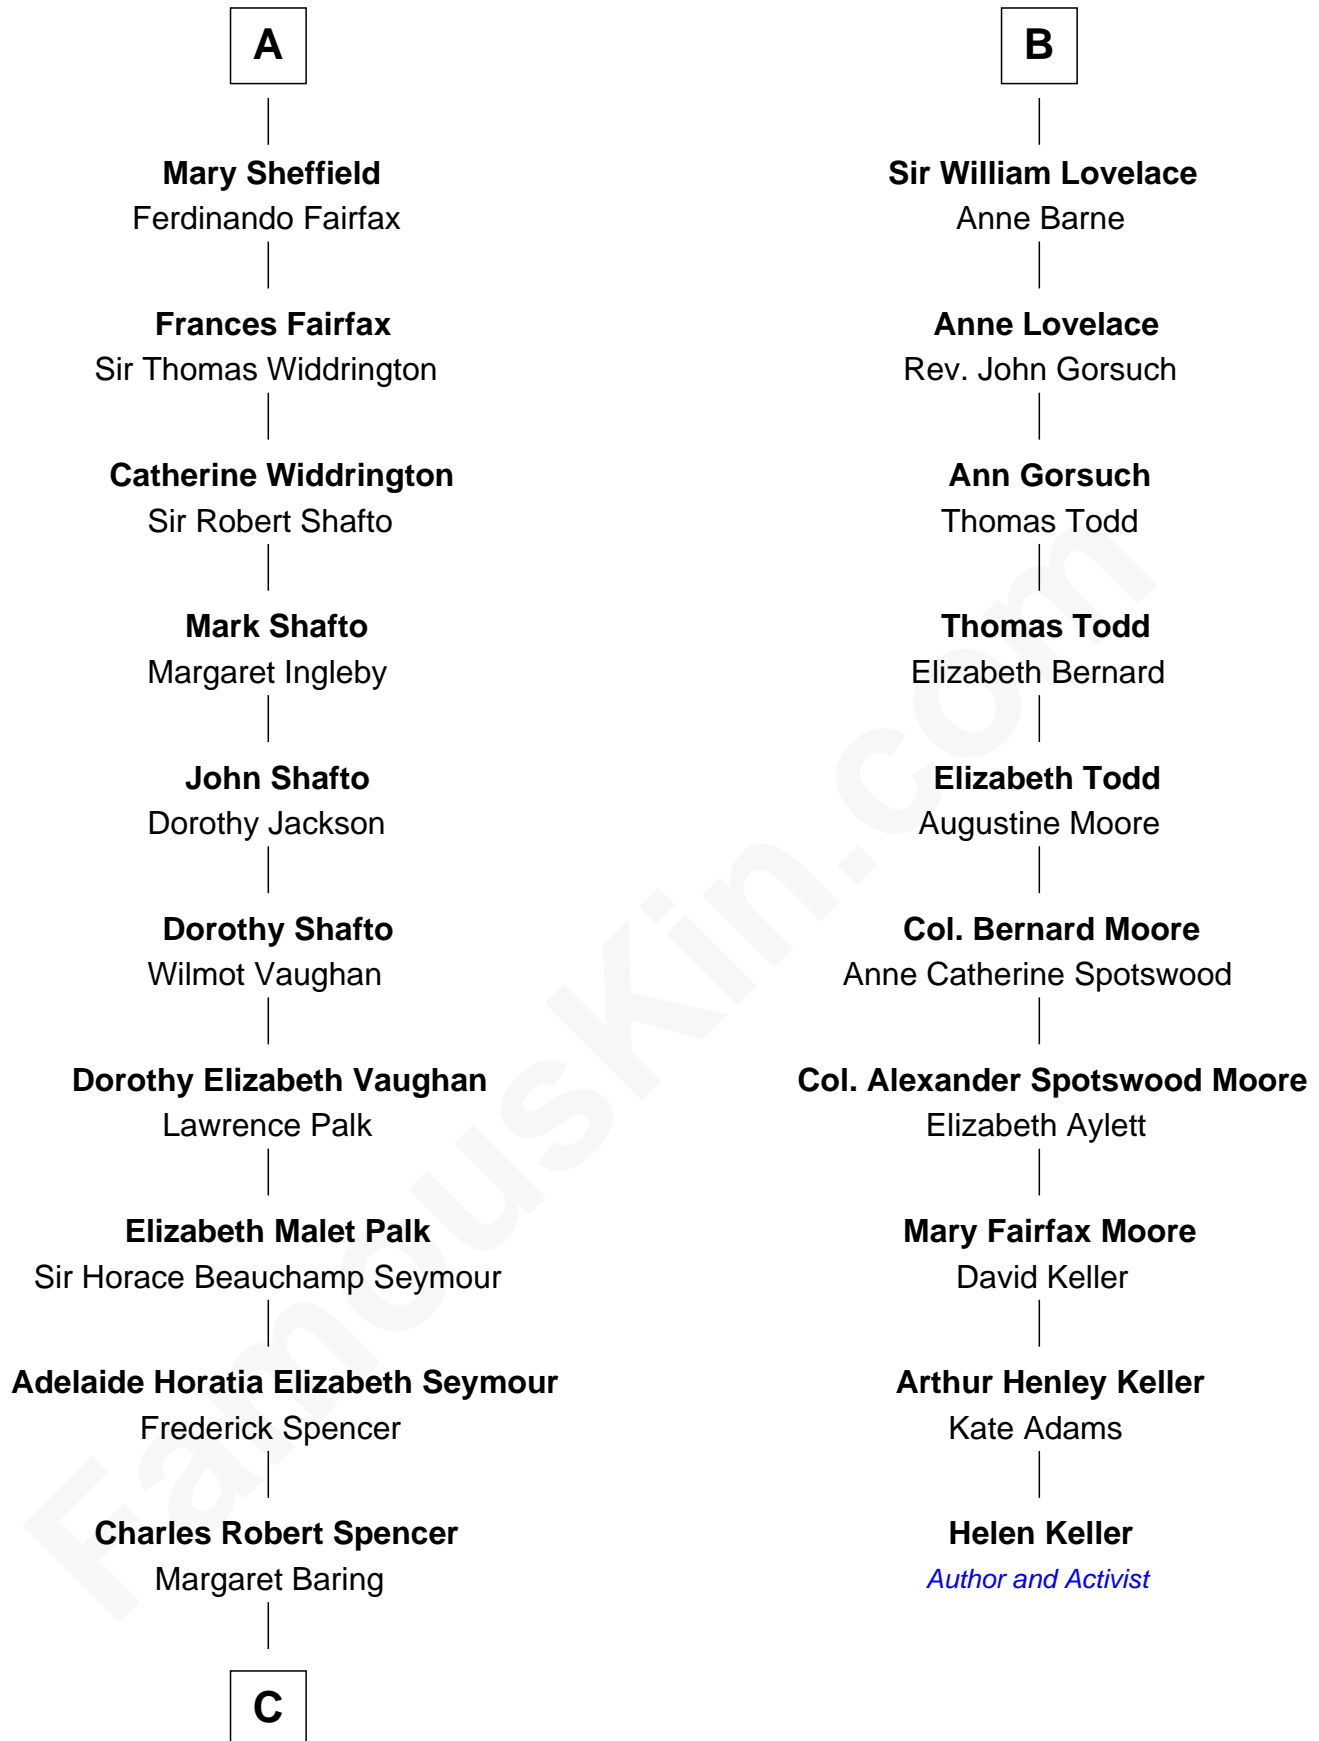 A
Mary Sheffield
Ferdinando Fairfax
Frances Fairfax
Sir Thomas Widdrington
Catherine Widdrington
Sir Robert Shafto
Mark Shafto
Margaret Ingleby
John Shafto
Dorothy Jackson
Dorothy Shafto
Wilmot Vaughan
Dorothy Elizabeth Vaughan
Lawrence Palk
Elizabeth Malet Palk
Sir Horace Beauchamp Seymour
Adelaide Horatia Elizabeth Seymour
Frederick Spencer
Charles Robert Spencer
Margaret Baring
C
B
Sir William Lovelace
Anne Barne
Anne Lovelace
Rev. John Gorsuch
Ann Gorsuch
Thomas Todd
Thomas Todd
Elizabeth Bernard
Elizabeth Todd
Augustine Moore
Col. Bernard Moore
Anne Catherine Spotswood
Col. Alexander Spotswood Moore
Elizabeth Aylett
Mary Fairfax Moore
David Keller
Arthur Henley Keller
Kate Adams
Helen Keller
Author and Activist
FamousKin.com